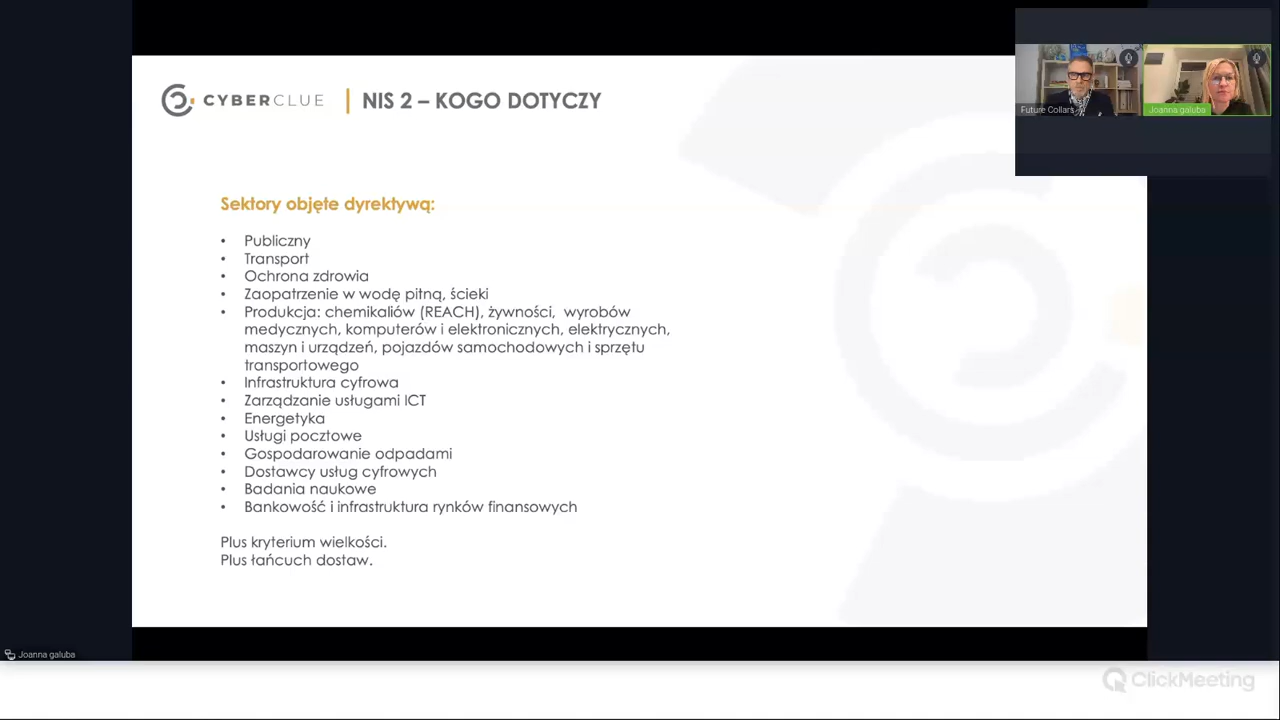 CYBERCLUE
NIS 2 – KOGO DOTYCZY
Future Collars
Joanna galuba
Sektory objęte dyrektywą:
• Publiczny
• Transport
• Ochrona zdrowia
• Zaopatrzenie w wodę pitną, ścieki
• Produkcja: chemikaliów (REACH), żywności, wyrobów
medycznych, komputerów i elektronicznych, elektrycznych,
maszyn i urządzeń, pojazdów samochodowych i sprzętu
transportowego
• Infrastruktura cyfrowa
• Zarządzanie usługami ICT
• Energetyka
• Usługi pocztowe
• Gospodarowanie odpadami
• Dostawcy usług cyfrowych
• Badania naukowe
• Bankowość i infrastruktura rynków finansowych
Plus kryterium wielkości.
Plus łańcuch dostaw.
Joanna galuba
ClickMeeting